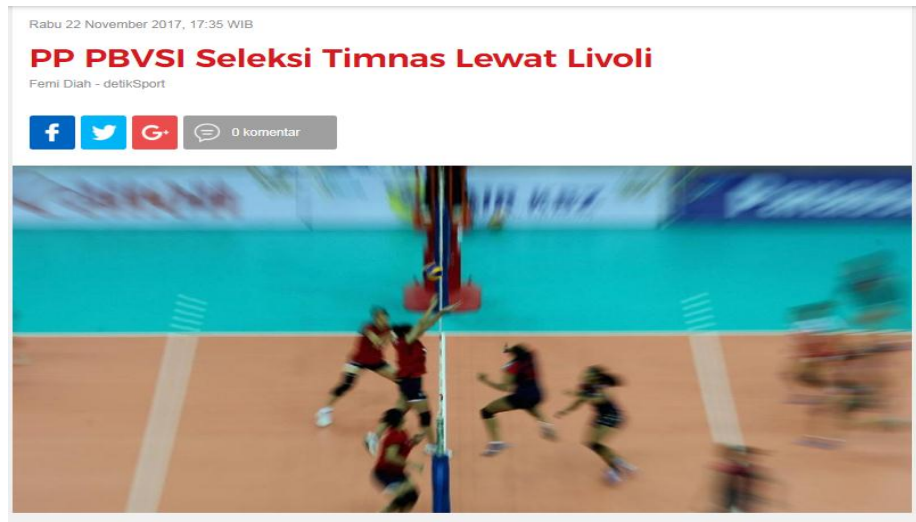 Rabu 22 November 2017, 17:35 WIB
PP PBVSI Seleksi Timnas Lewat Livoli
Femi Diah - detikSport
f G+ 0 komentar